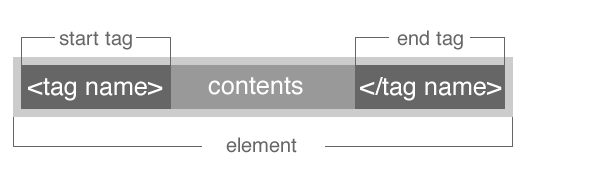 start tag end tag
<tag name> contents </tag name>
element